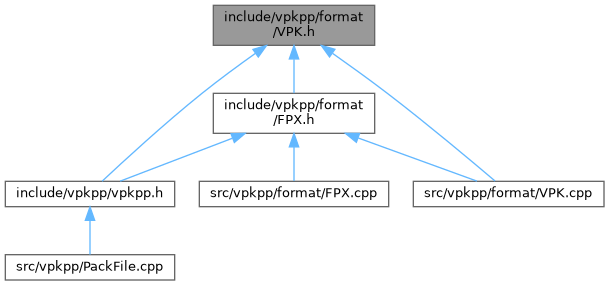 include/vpkpp/format
/VPK.h
include/vpkpp/format
/FPX.h
include/vpkpp/vpkpp.h
src/vpkpp/format/FPX.cpp
src/vpkpp/format/VPK.cpp
src/vpkpp/PackFile.cpp